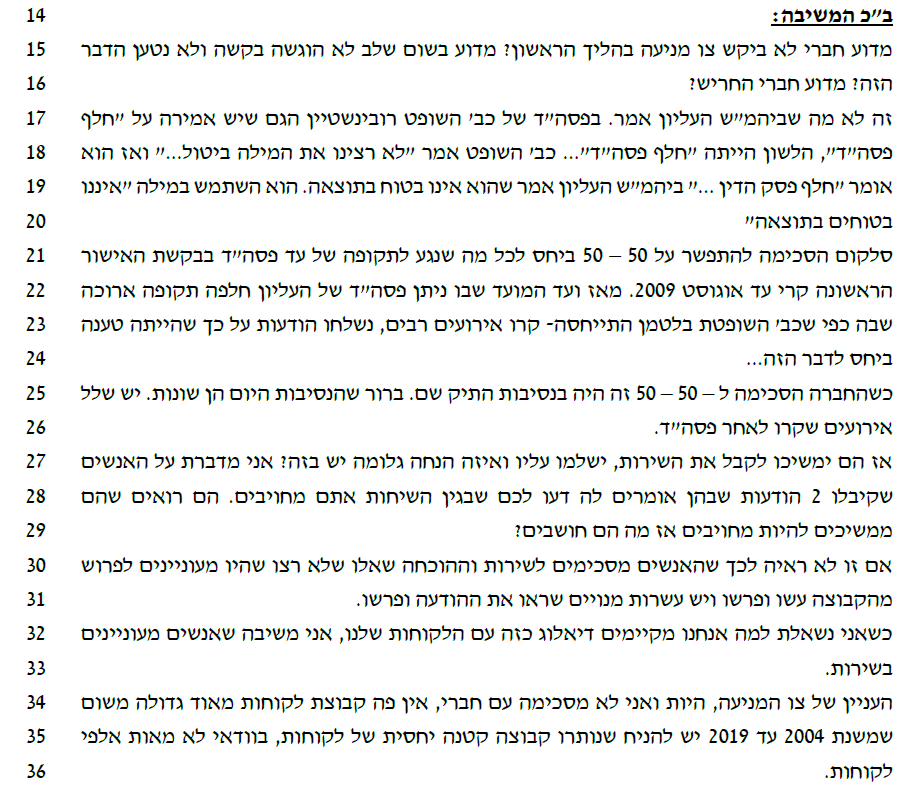 ב"כ המשיבה: 14
מדוע חברי לא ביקש צו מניעה בהליך הראשון? מדוע בשום שלב לא הוגשה בקשה ולא נטען הדבר 15
הזה? מדוע חברי החריש? 16
זה לא מה שביהמ"ש העליון אמר. בפסה"ד של כב' השופט רובינשטיין הגם שיש אמירה על "חלף 17
פסה"ד", הלשון הייתה "חלף פסה"ד"... כב' השופט אמר "לא רצינו את המילה ביטול..." ואז הוא 18
אומר "חלף פסק הדין ..." ביהמ"ש העליון אמר שהוא אינו בטוח בתוצאה. הוא השתמש במילה "איננו 19
בטוחים בתוצאה" 20
סלקום הסכימה להתפשר על 50 – 50 ביחס לכל מה שנגע לתקופה של עד פסה"ד בבקשת האישור 21
הראשונה קרי עד אוגוסט 2009. מאז ועד המועד שבו ניתן פסה"ד של העליון חלפה תקופה ארוכה 22
שבה כפי שכב' השופטת בלטמן התייחסה- קרו אירועים רבים, נשלחו הודעות על כך שהייתה טענה 23
ביחס לדבר הזה... 24
כשהחברה הסכימה ל – 50 – 50 זה היה בנסיבות התיק שם. ברור שהנסיבות היום הן שונות. יש שלל 25
אירועים שקרו לאחר פסה"ד. 26
אז הם ימשיכו לקבל את השירות, ישלמו עליו ואיזה הנחה גלומה יש בזה? אני מדברת על האנשים 27
שקיבלו 2 הודעות שבהן אומרים לה דעו לכם שבגין השיחות אתם מחויבים. הם רואים שהם 28
ממשיכים להיות מחויבים אז מה הם חושבים? 29
אם זו לא ראיה לכך שהאנשים מסכימים לשירות וההוכחה שאלו שלא רצו שהיו מעוניינים לפרוש 30
מהקבוצה עשו ופרשו ויש עשרות מנויים שראו את ההודעה ופרשו. 31
כשאני נשאלת למה אנחנו מקיימים דיאלוג כזה עם הלקוחות שלנו, אני משיבה שאנשים מעוניינים 32
בשירות. 33
העניין של צו המניעה, היות ואני לא מסכימה עם חברי, אין פה קבוצת לקוחות מאוד גדולה משום 34
שמשנת 2004 עד 2019 יש להניח שנותרו קבוצה קטנה יחסית של לקוחות, בוודאי לא מאות אלפי 35
לקוחות. 36